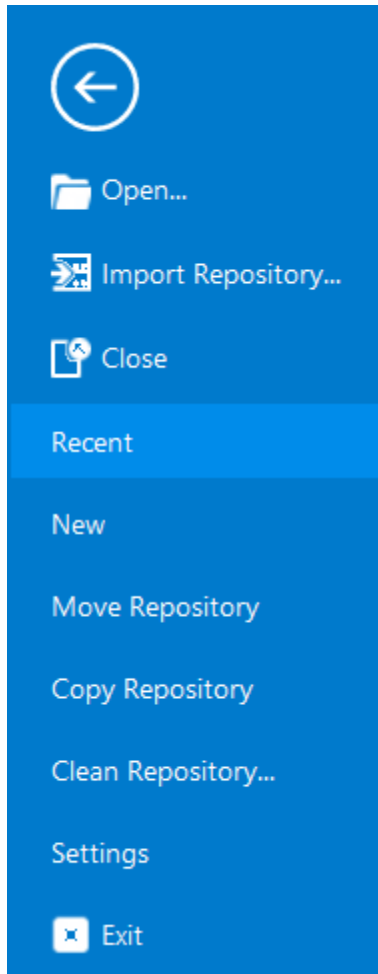 Open...
Import Repository...
Close
Recent
New
Move Repository
Copy Repository
Clean Repository...
Settings
Exit